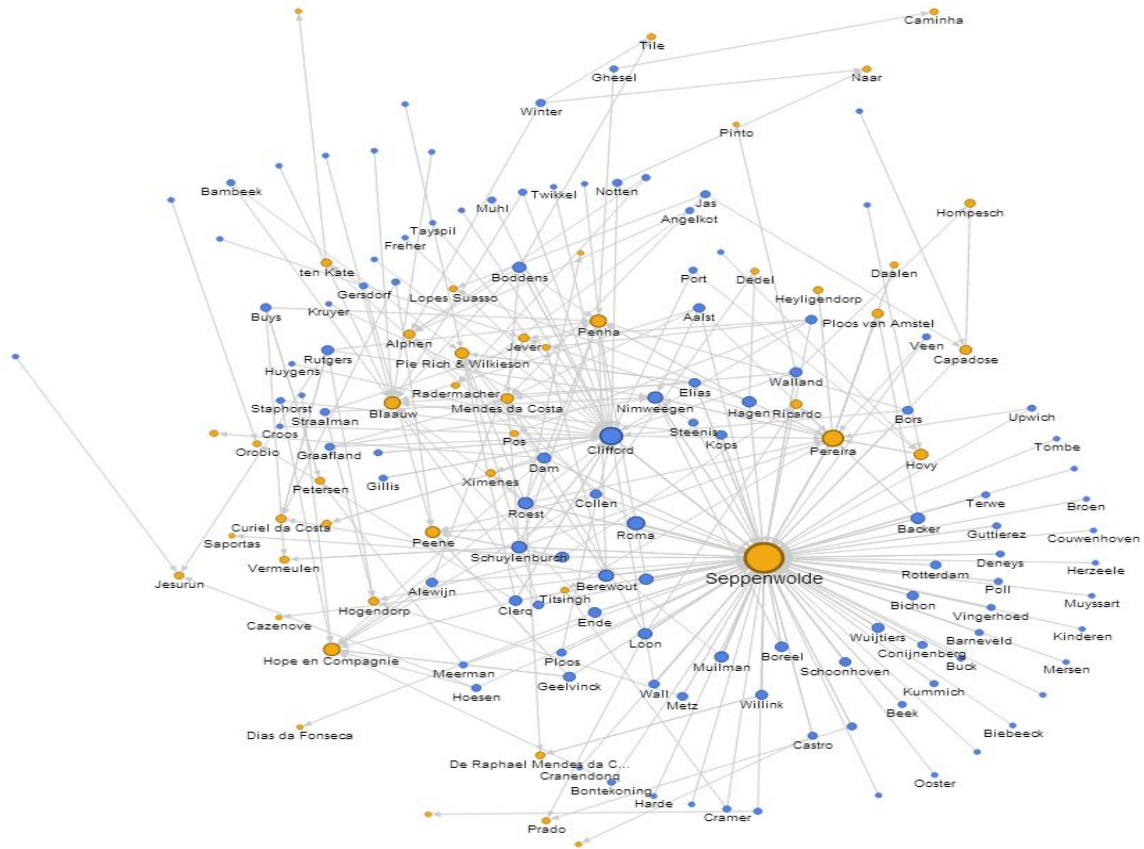 Caminha
Tile
Ghesel
Naar
Winter
Pinto
Bambeek
Twikkel
Notten
Muhl
Jas
Hompesch
Angelkot
Tayspil
Freher
ten Kate
Boddens
Port
Dedel
Daalen
Gersdorf
Lopes Suasso
Heyligendorp
Kruyer
Buys
Aalst
Ploos van Amstel
Penha
Alphen
Jever
Veen
Rutgers
Pie Rich & Wilkieson
Capadose
Huygens
Walland
Radermacher
Elias
Staphorst
Blaauw
Mendes da Costa
Nimweegen
Hagen
Ricardo
Straalman
Bors
Upwich
Croos
Pos
Steenis
Kops
Clifford
Pereira
Orobio
Graafland
Tombe
Dam
Hovy
Gillis
Ximenes
Petersen
Collen
Terwe
Broen
Roest
Curiel da Costa
Roma
Backer
Guttierez
Couwenhoven
Saportas
Peehe
Schuylenburch
Vermeulen
Seppenwolde
Deneys
Herzeele
Rotterdam
Jesurun
Alewijn
Berewout
Poll
Titsingh
Muyssart
Hogendorp
Clerq
Bichon
Cazenove
Ende
Vingerhoed
Kinderen
Wuijtiers
Barneveld
Loon
Hope en Compagnie
Conijnenberg
Ploos
Boreel
Buck
Meerman
Muilman
Schoonhoven
Mersen
Hoesen
Geelvinck
Wall
Kummich
Metz
Willink
Beek
Dias da Fonseca
Biebeeck
Castro
De Raphael Mendes da C...
Cranendonq
Bontekoning
Ooster
Harde
Cramer
Prado